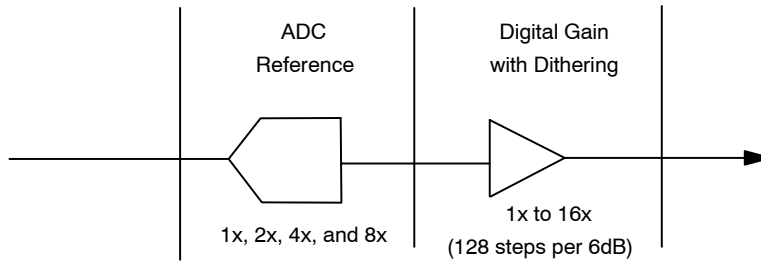 ADC
Reference
1x, 2x, 4x, and 8x
Digital Gain
with Dithering
1x to 16x
(128 steps per 6dB)